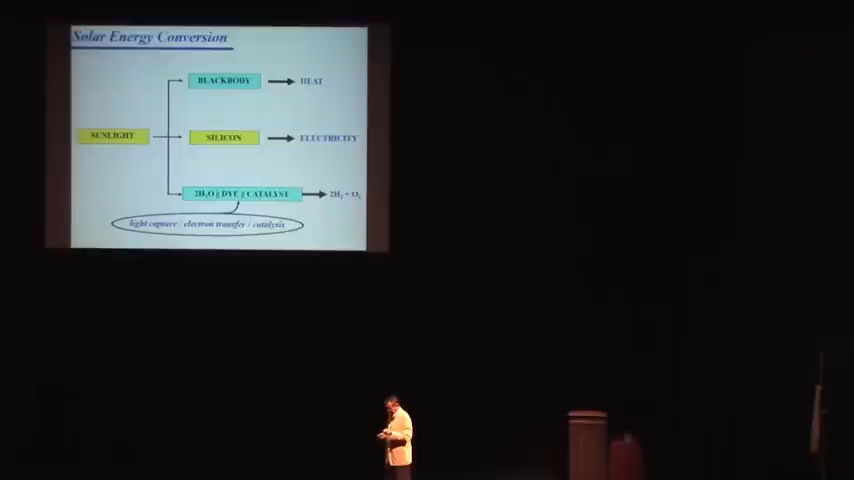 Solar Energy Conversion
BLACKBODY
HEAT
SUNLIGHT
SILICON
ELECTRICITY
2H₂O || DYE || CATALYST
2H₂ + O₂
light capture / electron transfer / catalysis